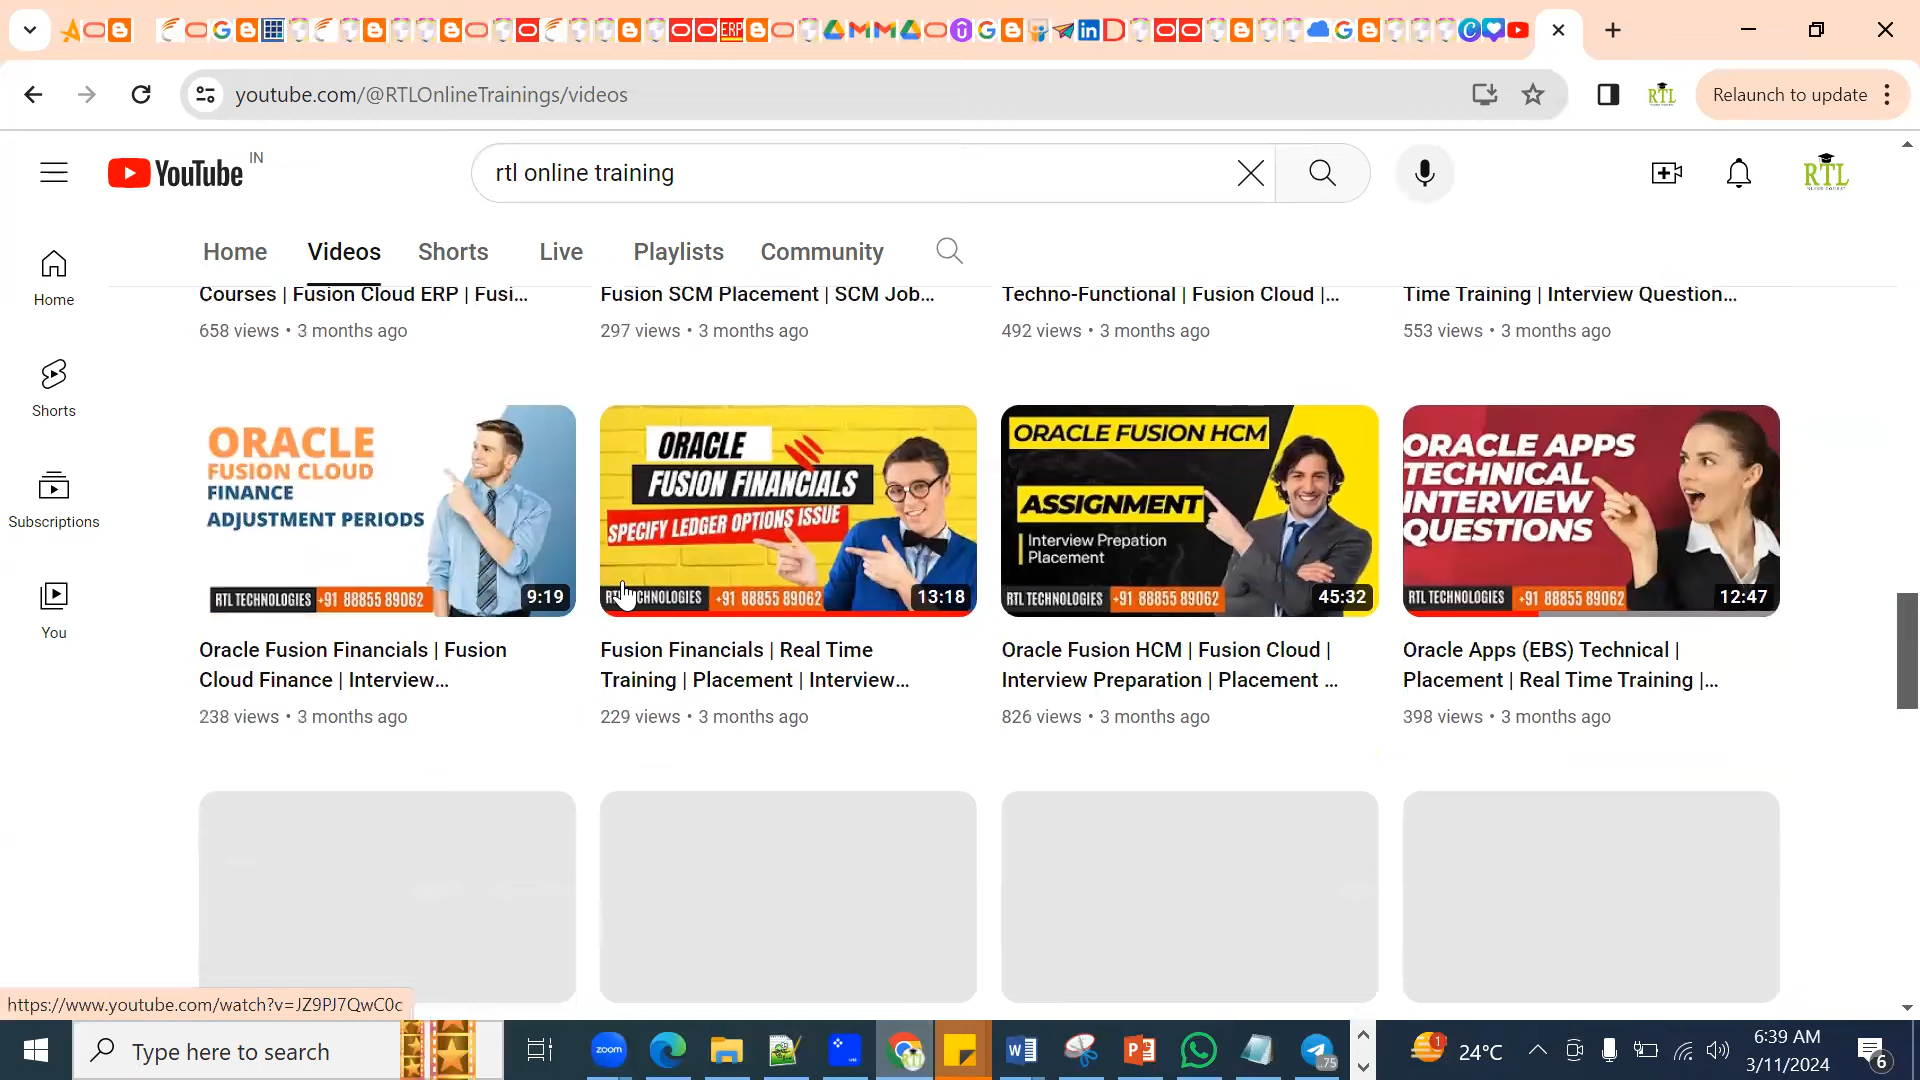 youtube.com/@RTLOnlineTrainings/videos
RTL
Relaunch to update
YouTube
IN
rtl online training
RTL
Home
Videos
Shorts
Live
Playlists
Community
Home
Shorts
Subscriptions
You
Courses | Fusion Cloud ERP | Fusi...
658 views • 3 months ago
Fusion SCM Placement | SCM Job...
297 views • 3 months ago
Techno-Functional | Fusion Cloud |...
492 views • 3 months ago
Time Training | Interview Question...
553 views • 3 months ago
ORACLE
FUSION CLOUD
FINANCE
ADJUSTMENT PERIODS
RTL TECHNOLOGIES +91 88855 89062
9:19
Oracle Fusion Financials | Fusion
Cloud Finance | Interview...
238 views • 3 months ago
ORACLE
FUSION FINANCIALS
SPECIFY LEDGER OPTIONS ISSUE
+91 88855 89062
13:18
Fusion Financials | Real Time
Training | Placement | Interview...
229 views • 3 months ago
ORACLE FUSION HCM
ASSIGNMENT
Interview Prepation
Placement
RTL TECHNOLOGIES +91 88855 89062
45:32
Oracle Fusion HCM | Fusion Cloud |
Interview Preparation | Placement ...
826 views • 3 months ago
ORACLE APPS
TECHNICAL
INTERVIEW
QUESTIONS
RTL TECHNOLOGIES +91 88855 89062
12:47
Oracle Apps (EBS) Technical |
Placement | Real Time Training |...
398 views • 3 months ago
https://www.youtube.com/watch?v=JZ9PJ7QwC0c
Type here to search
zoom
75
1
24°C
6:39 AM
3/11/2024
6